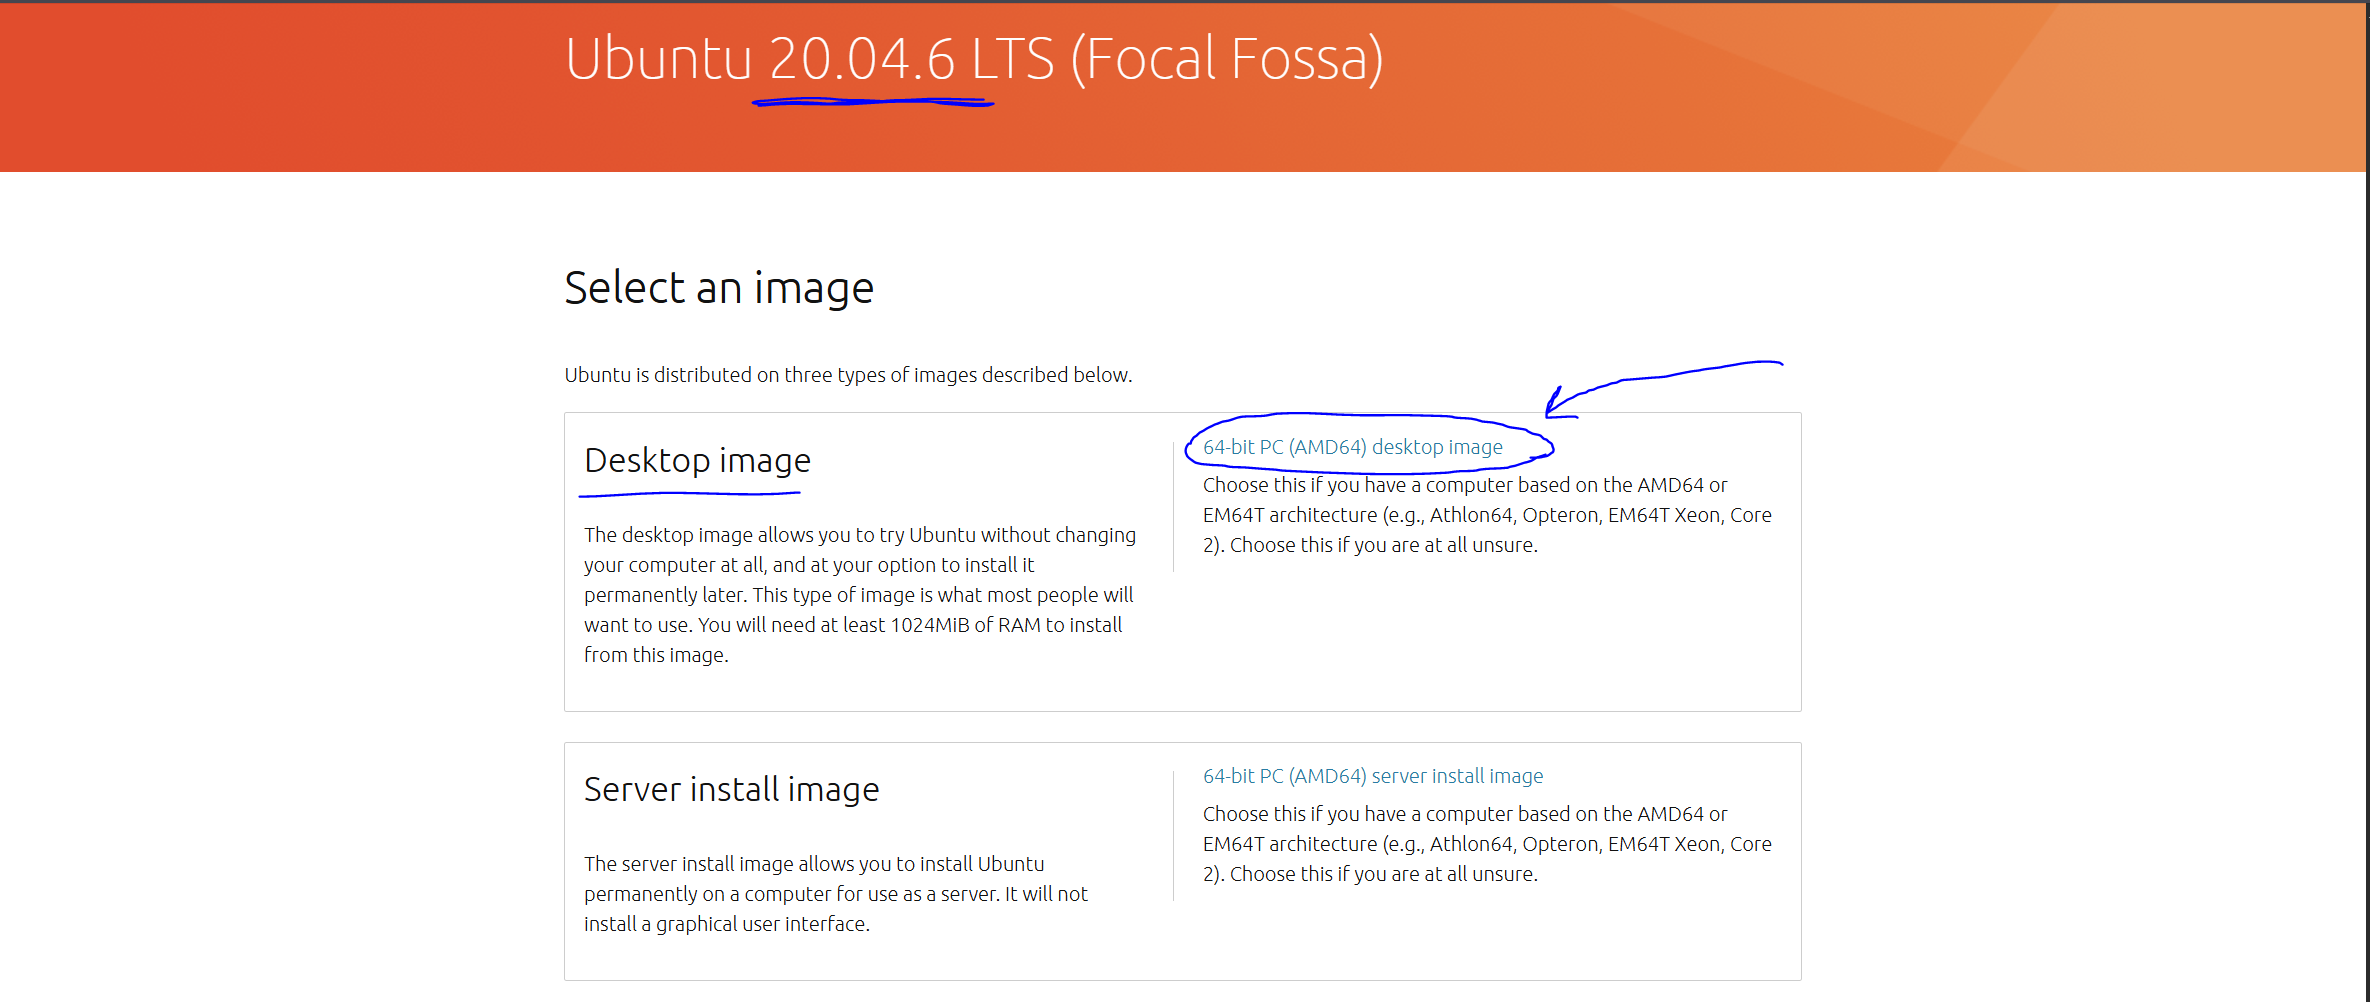 Ubuntu 20.04.6 LTS (Focal Fossa)
Select an image
Ubuntu is distributed on three types of images described below.
Desktop image
The desktop image allows you to try Ubuntu without changing
your computer at all, and at your option to install it
permanently later. This type of image is what most people will
want to use. You will need at least 1024MiB of RAM to install
from this image.
64-bit PC (AMD64) desktop image
Choose this if you have a computer based on the AMD64 or
EM64T architecture (e.g., Athlon64, Opteron, EM64T Xeon, Core
2). Choose this if you are at all unsure.
Server install image
The server install image allows you to install Ubuntu
permanently on a computer for use as a server. It will not
install a graphical user interface.
64-bit PC (AMD64) server install image
Choose this if you have a computer based on the AMD64 or
EM64T architecture (e.g., Athlon64, Opteron, EM64T Xeon, Core
2). Choose this if you are at all unsure.